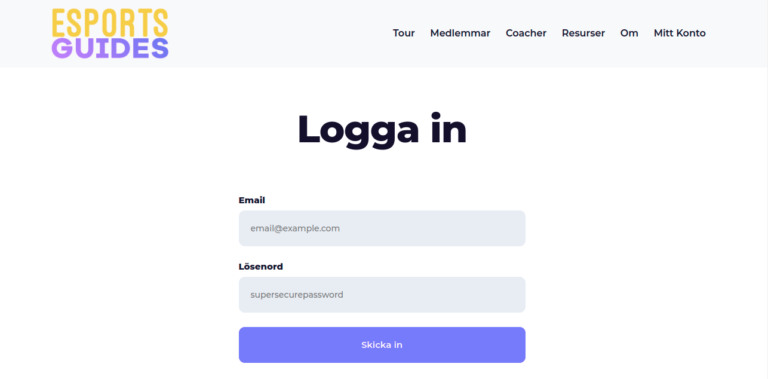 ESPORTS
GUIDES
Tour Medlemmar Coacher Resurser Om Mitt Konto
Logga in
Email
email@example.com
Lösenord
supersecurepassword
Skicka in